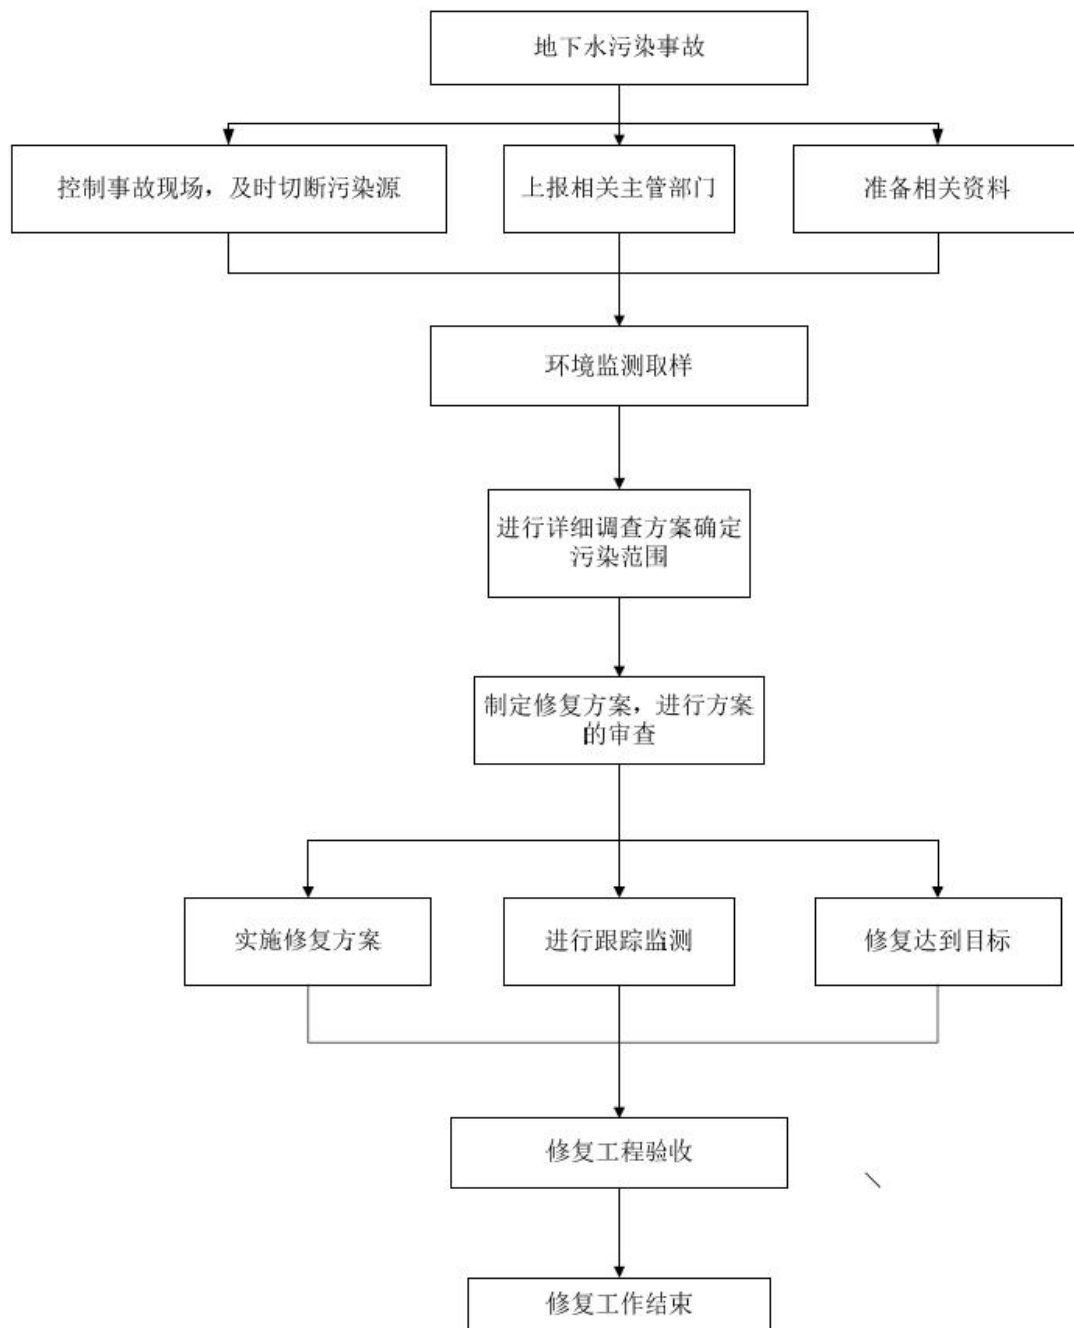 地下水污染事故
控制事故现场，及时切断污染源
上报相关主管部门
准备相关资料
环境监测取样
进行详细调查方案确定
污染范围
制定修复方案，进行方案
的审查
实施修复方案
进行跟踪监测
修复达到目标
修复工程验收
修复工作结束